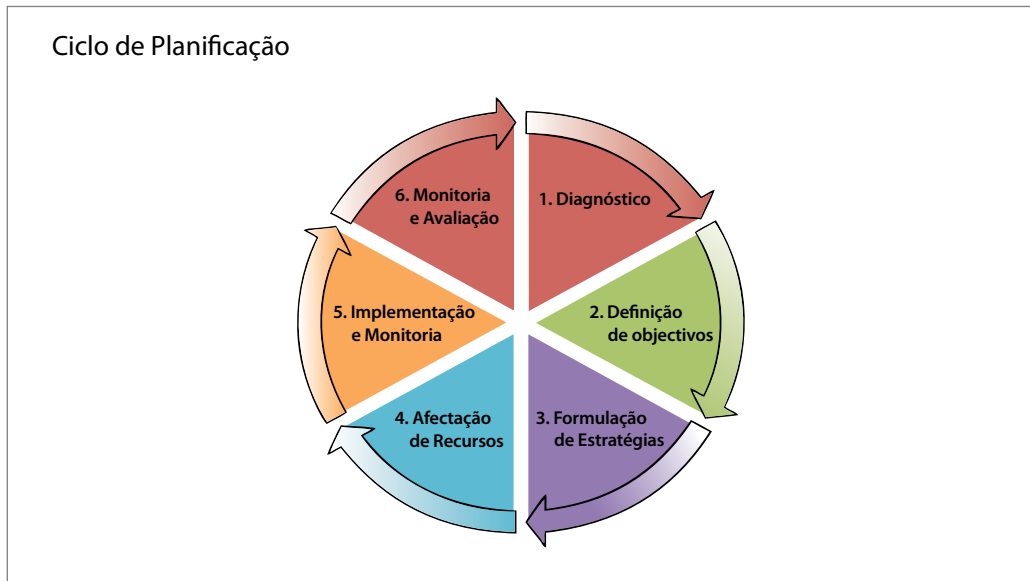 Ciclo de Planificação
1. Diagnóstico
2. Definição
de objectivos
3. Formulação
de Estratégias
4. Afectação
de Recursos
5. Implementação
e Monitoria
6. Monitoria
e Avaliação